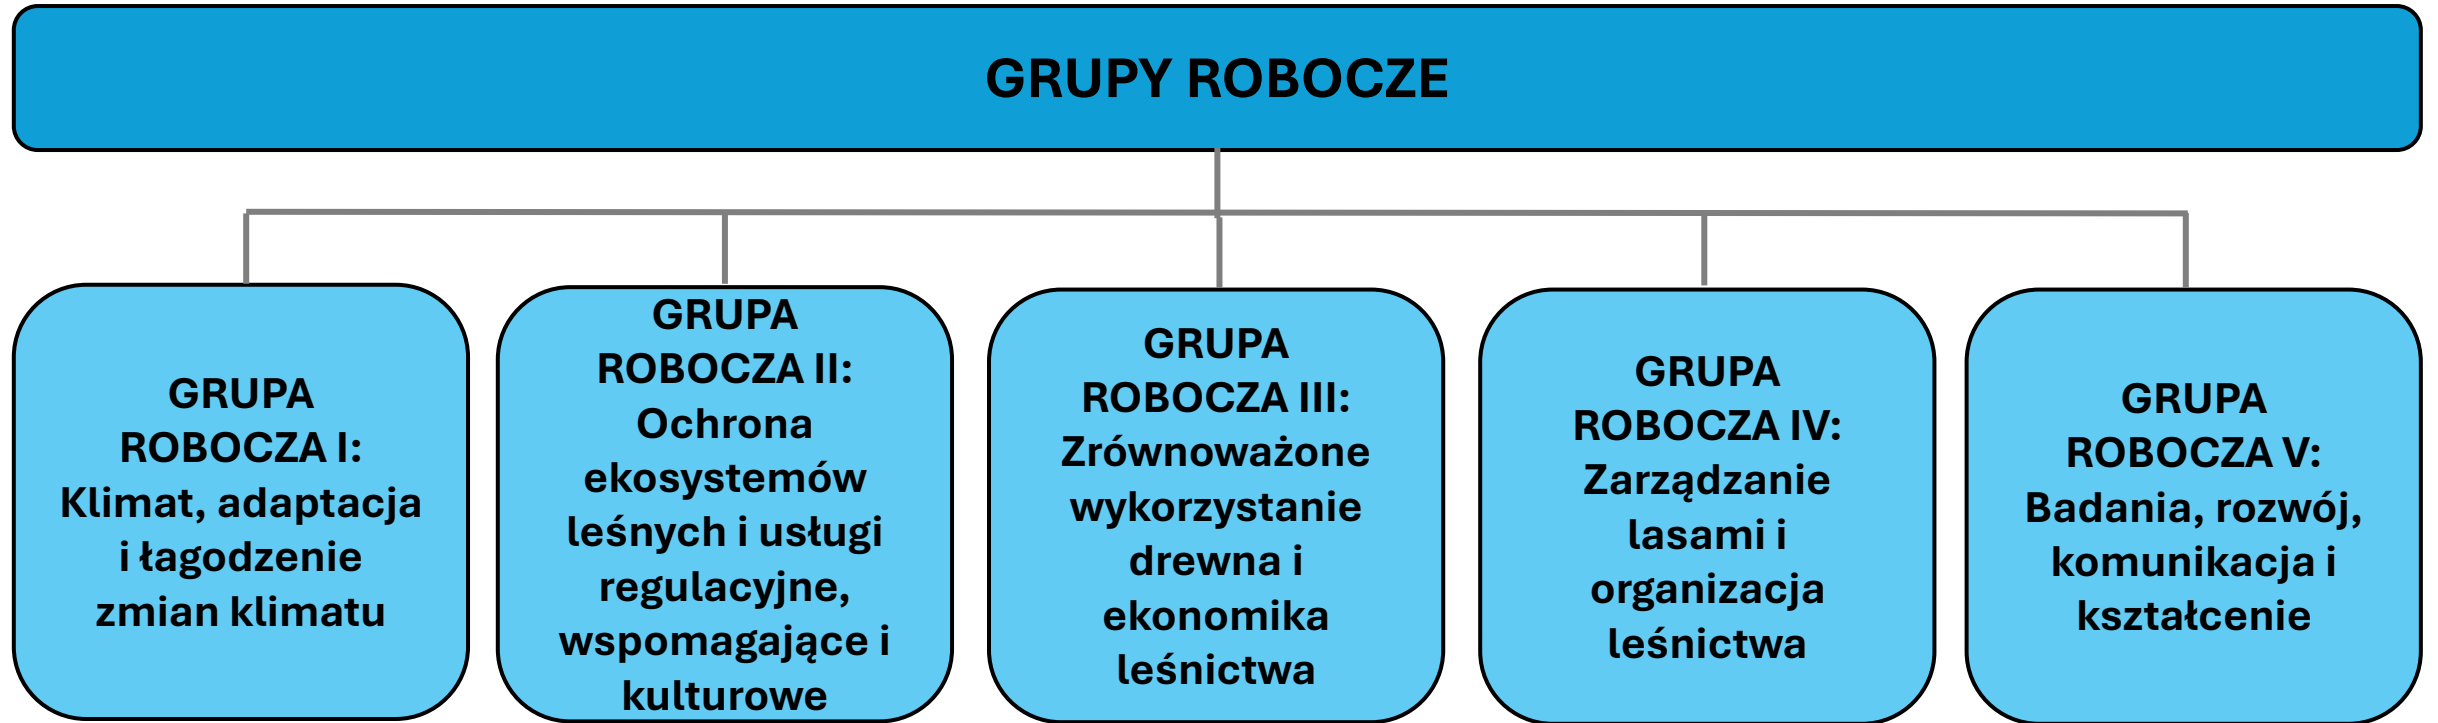 GRUPY ROBOCZE
GRUPA
ROBOCZA I:
Klimat, adaptacja
i łagodzenie
zmian klimatu
GRUPA
ROBOCZA II:
Ochrona
ekosystemów
leśnych i usługi
regulacyjne,
wspomagające i
kulturowe
GRUPA
ROBOCZA III:
Zrównoważone
wykorzystanie
drewna i
ekonomika
leśnictwa
GRUPA
ROBOCZA IV:
Zarządzanie
lasami i
organizacja
leśnictwa
GRUPA
ROBOCZA V:
Badania, rozwój,
komunikacja i
kształcenie